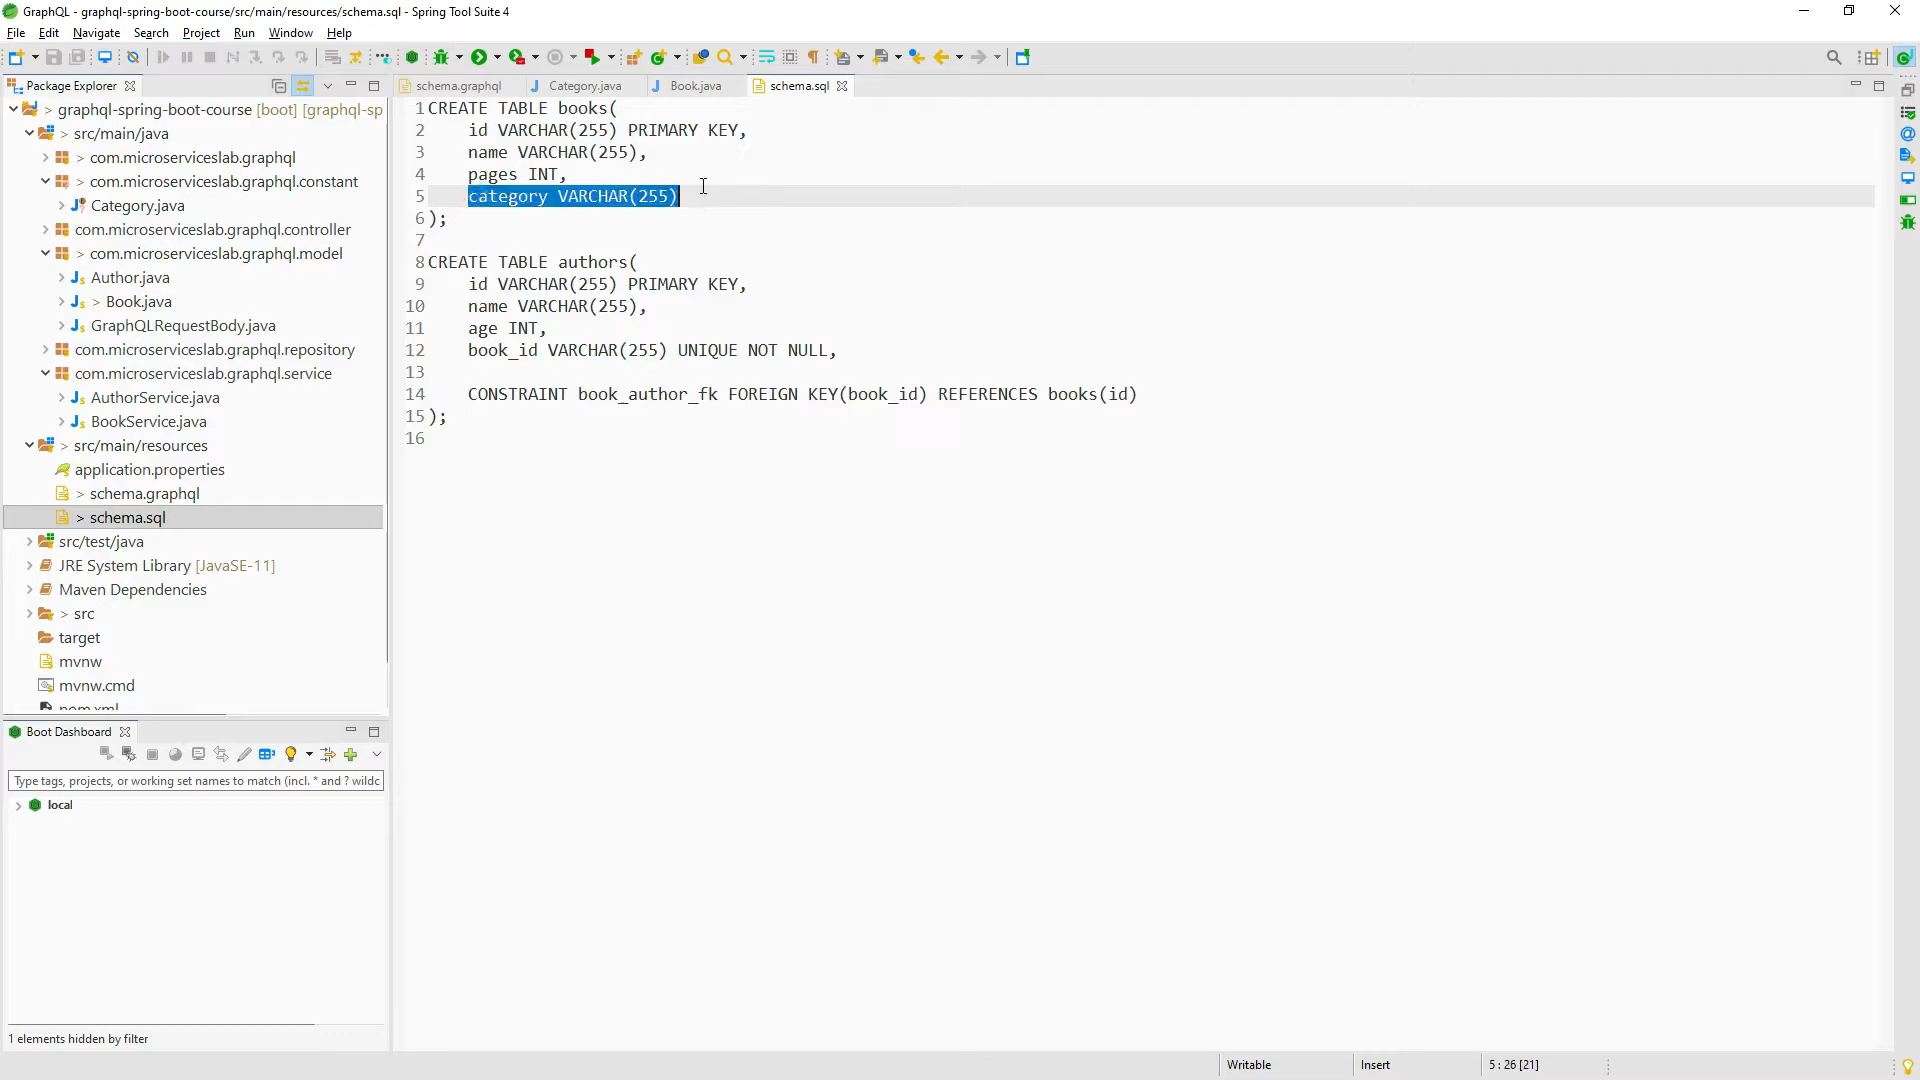 GraphQL - graphql-spring-boot-course/src/main/resources/schema.sql - Spring Tool Suite 4
File Edit Navigate Search Project Run Window Help
Package Explorer
schema.graphql
Category.java
Book.java
schema.sql
> graphql-spring-boot-course [boot] [graphql-sp
> src/main/java
> com.microserviceslab.graphql
> com.microserviceslab.graphql.constant
Category.java
com.microserviceslab.graphql.controller
> com.microserviceslab.graphql.model
Author.java
> Book.java
GraphQLRequestBody.java
com.microserviceslab.graphql.repository
com.microserviceslab.graphql.service
AuthorService.java
BookService.java
> src/main/resources
application.properties
> schema.graphql
> schema.sql
src/test/java
JRE System Library [JavaSE-11]
Maven Dependencies
> src
target
mvnw
mvnw.cmd
pom.xml
1 CREATE TABLE books(
2 id VARCHAR(255) PRIMARY KEY,
3 name VARCHAR(255),
4 pages INT,
5 category VARCHAR(255)
6 );
7
8 CREATE TABLE authors(
9 id VARCHAR(255) PRIMARY KEY,
10 name VARCHAR(255),
11 age INT,
12 book_id VARCHAR(255) UNIQUE NOT NULL,
13
14 CONSTRAINT book_author_fk FOREIGN KEY(book_id) REFERENCES books(id)
15 );
16
Boot Dashboard
Type tags, projects, or working set names to match (incl. * and ? wildc
local
1 elements hidden by filter
Writable
Insert
5 : 26 [21]